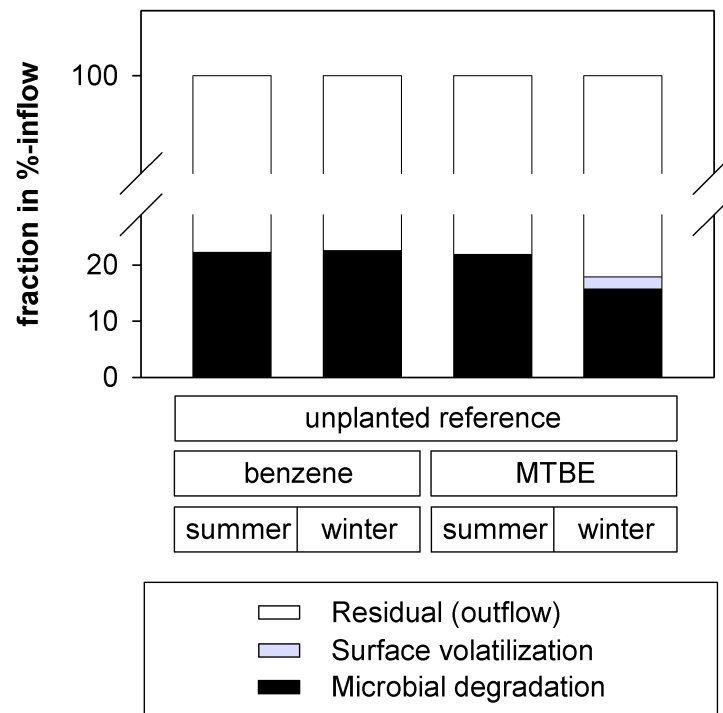 fraction in %-inflow
100
20
10
0
unplanted reference
benzene MTBE
summer winter summer winter
Residual (outflow)
Surface volatilization
Microbial degradation